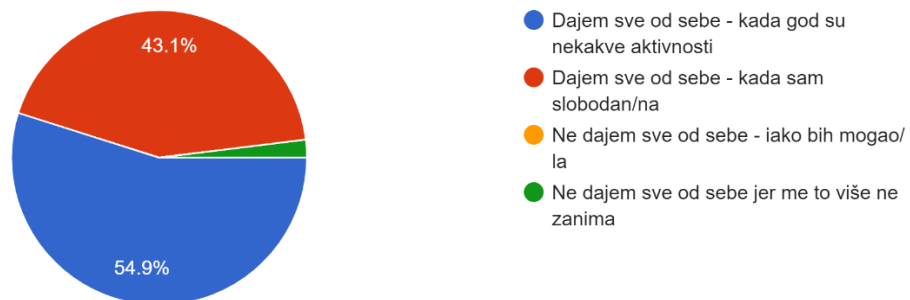 43.1%
54.9%
Dajem sve od sebe - kada god su
nekakve aktivnosti
Dajem sve od sebe - kada sam
slobodan/na
Ne dajem sve od sebe - iako bih mogao/
la
Ne dajem sve od sebe jer me to više ne
zanima